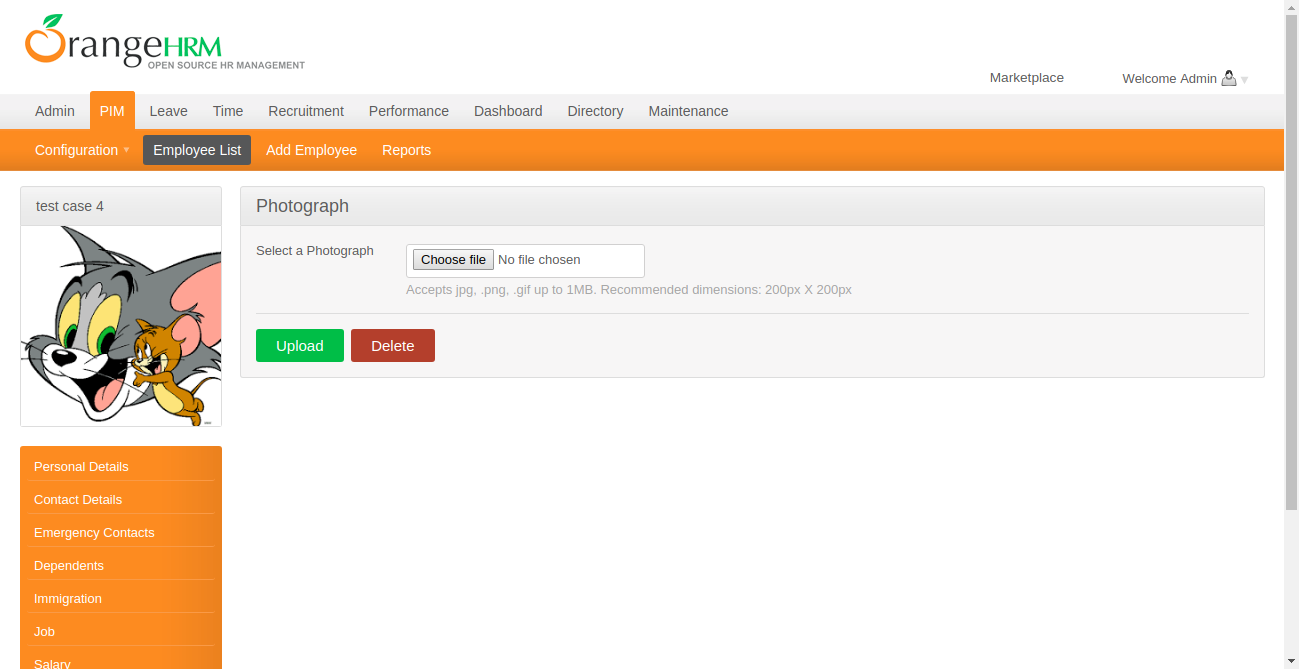 OrangeHRM
OPEN SOURCE HR MANAGEMENT
Marketplace Welcome Admin
Admin PIM Leave Time Recruitment Performance Dashboard Directory Maintenance
Configuration Employee List Add Employee Reports
test case 4
Photograph
Select a Photograph Choose file No file chosen
Accepts jpg, .png, .gif up to 1MB. Recommended dimensions: 200px X 200px
Upload Delete
Personal Details
Contact Details
Emergency Contacts
Dependents
Immigration
Job
Salary